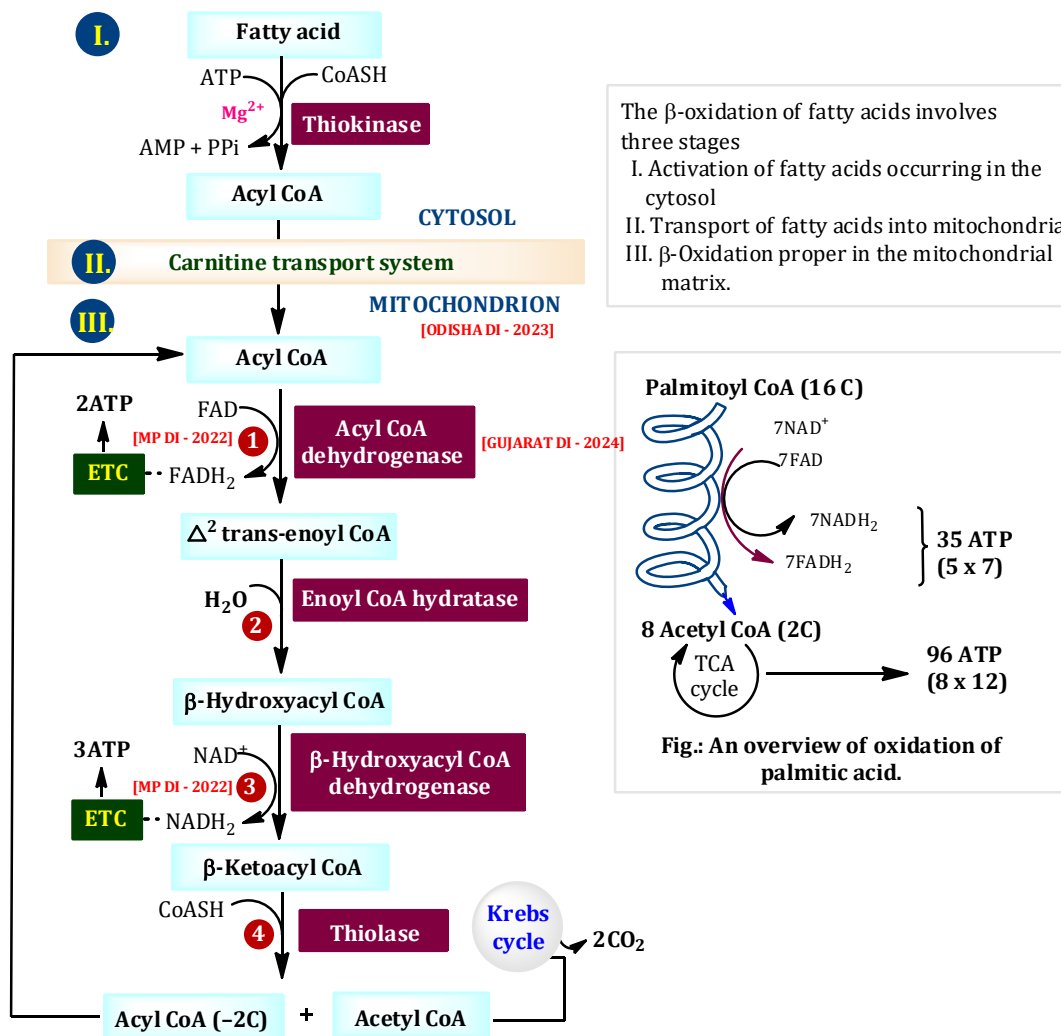 I.
Fatty acid
ATP
CoASH
Mg2+
Thiokinase
AMP + PPi
Acyl CoA
CYTOSOL
II.
Carnitine transport system
MITOCHONDRION
[ODISHA DI - 2023]
III.
Acyl CoA
2ATP
FAD
[MP DI - 2022]
1
Acyl CoA
dehydrogenase
[GUJARAT DI - 2024]
ETC
FADH2
△2 trans-enoyl CoA
H2O
2
Enoyl CoA hydratase
β-Hydroxyacyl CoA
3ATP
NAD+
[MP DI - 2022]
3
β-Hydroxyacyl CoA
dehydrogenase
ETC
NADH2
β-Ketoacyl CoA
CoASH
4
Thiolase
Krebs
cycle
2CO2
Acyl CoA (–2C)
+
Acetyl CoA
The β-oxidation of fatty acids involves
three stages
I. Activation of fatty acids occurring in the
cytosol
II. Transport of fatty acids into mitochondria
III. β-Oxidation proper in the mitochondrial
matrix.
Palmitoyl CoA (16 C)
7NAD+
7FAD
7NADH2
7FADH2
35 ATP
(5 x 7)
8 Acetyl CoA (2C)
TCA
cycle
96 ATP
(8 x 12)
Fig.: An overview of oxidation of
palmitic acid.